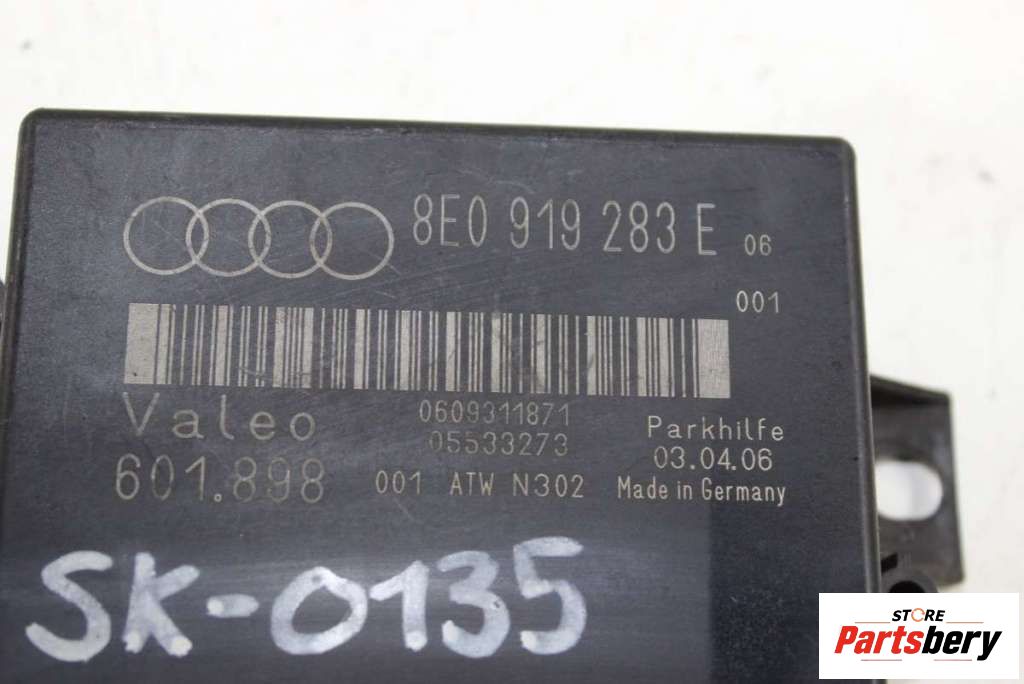 8E0 919 283 E 06
001
0609311871
Valeo
05533273
Parkhilfe
601.898
03.04.06
001 ATW N302
Made in Germany
SK-0135
STORE
Partsbery